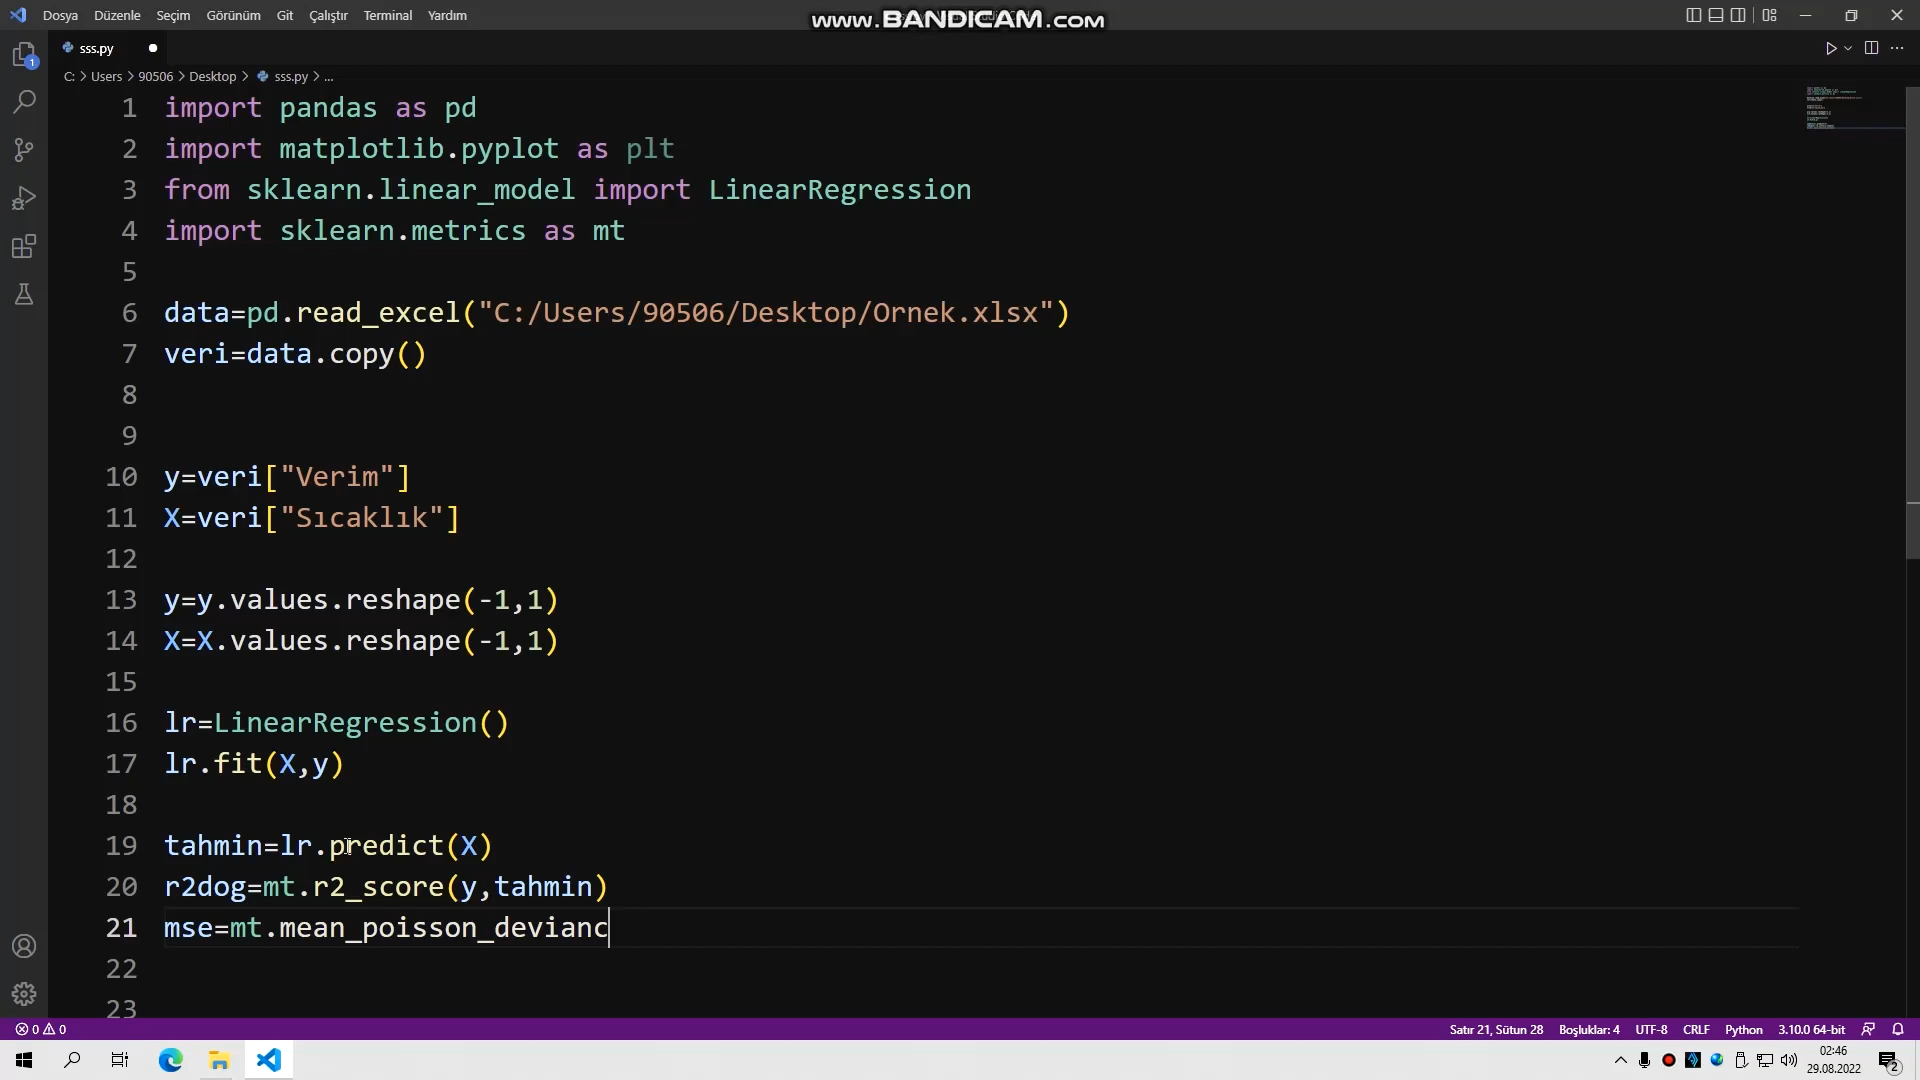 Dosya Düzenle Seçim Görünüm Git Çalıştır Terminal Yardım
www.BANDICAM.com
sss.py
C: > Users > 90506 > Desktop > sss.py > ...
1 import pandas as pd
2 import matplotlib.pyplot as plt
3 from sklearn.linear_model import LinearRegression
4 import sklearn.metrics as mt
5
6 data=pd.read_excel("C:/Users/90506/Desktop/Ornek.xlsx")
7 veri=data.copy()
8
9
10 y=veri["Verim"]
11 X=veri["Sıcaklık"]
12
13 y=y.values.reshape(-1,1)
14 X=X.values.reshape(-1,1)
15
16 lr=LinearRegression()
17 lr.fit(X,y)
18
19 tahmin=lr.predict(X)
20 r2dog=mt.r2_score(y,tahmin)
21 mse=mt.mean_poisson_devianc
22
23
1
0 0
Satır 21, Sütun 28 Boşluklar: 4 UTF-8 CRLF Python 3.10.0 64-bit
02:46
29.08.2022
2